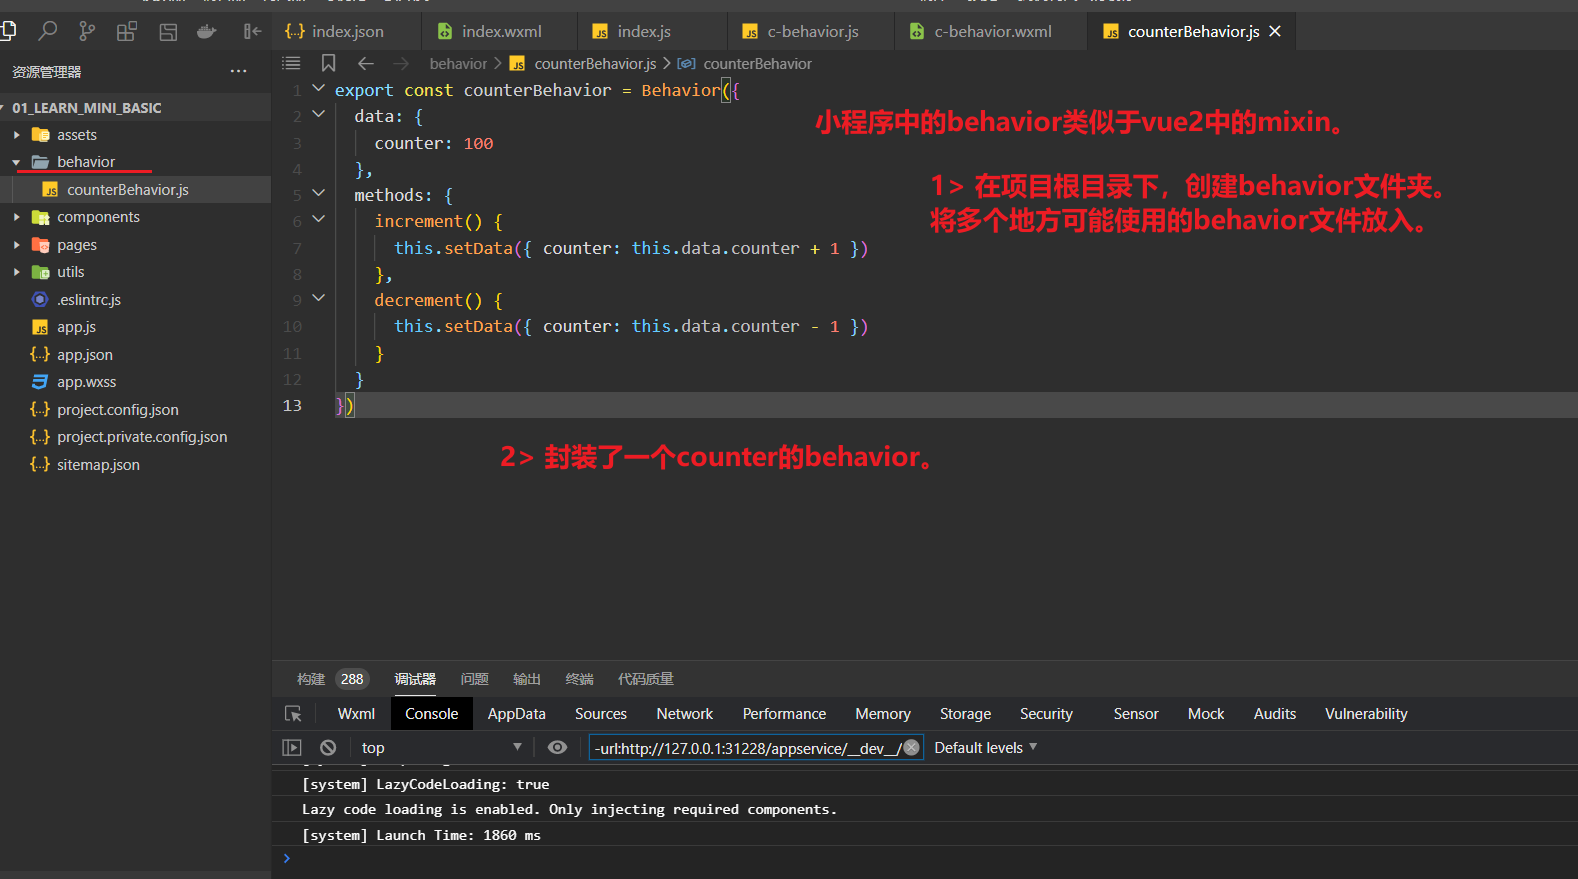 index.json
index.wxml
index.js
c-behavior.js
c-behavior.wxml
counterBehavior.js
资源管理器
behavior
counterBehavior.js
counterBehavior
01_LEARN_MINI_BASIC
assets
behavior
counterBehavior.js
components
pages
utils
.eslintrc.js
app.js
app.json
app.wxss
project.config.json
project.private.config.json
sitemap.json
1 export const counterBehavior = Behavior({
2 data: {
3 counter: 100
4 },
5 methods: {
6 increment() {
7 this.setData({ counter: this.data.counter + 1 })
8 },
9 decrement() {
10 this.setData({ counter: this.data.counter - 1 })
11 }
12 }
13 })
小程序中的behavior类似于vue2中的mixin。
1> 在项目根目录下，创建behavior文件夹。
将多个地方可能使用的behavior文件放入。
2> 封装了一个counter的behavior。
构建 288 调试器 问题 输出 终端 代码质量
Wxml Console AppData Sources Network Performance Memory Storage Security Sensor Mock Audits Vulnerability
top -url:http://127.0.0.1:31228/appservice/__dev__/ Default levels
[system] LazyCodeLoading: true
Lazy code loading is enabled. Only injecting required components.
[system] Launch Time: 1860 ms